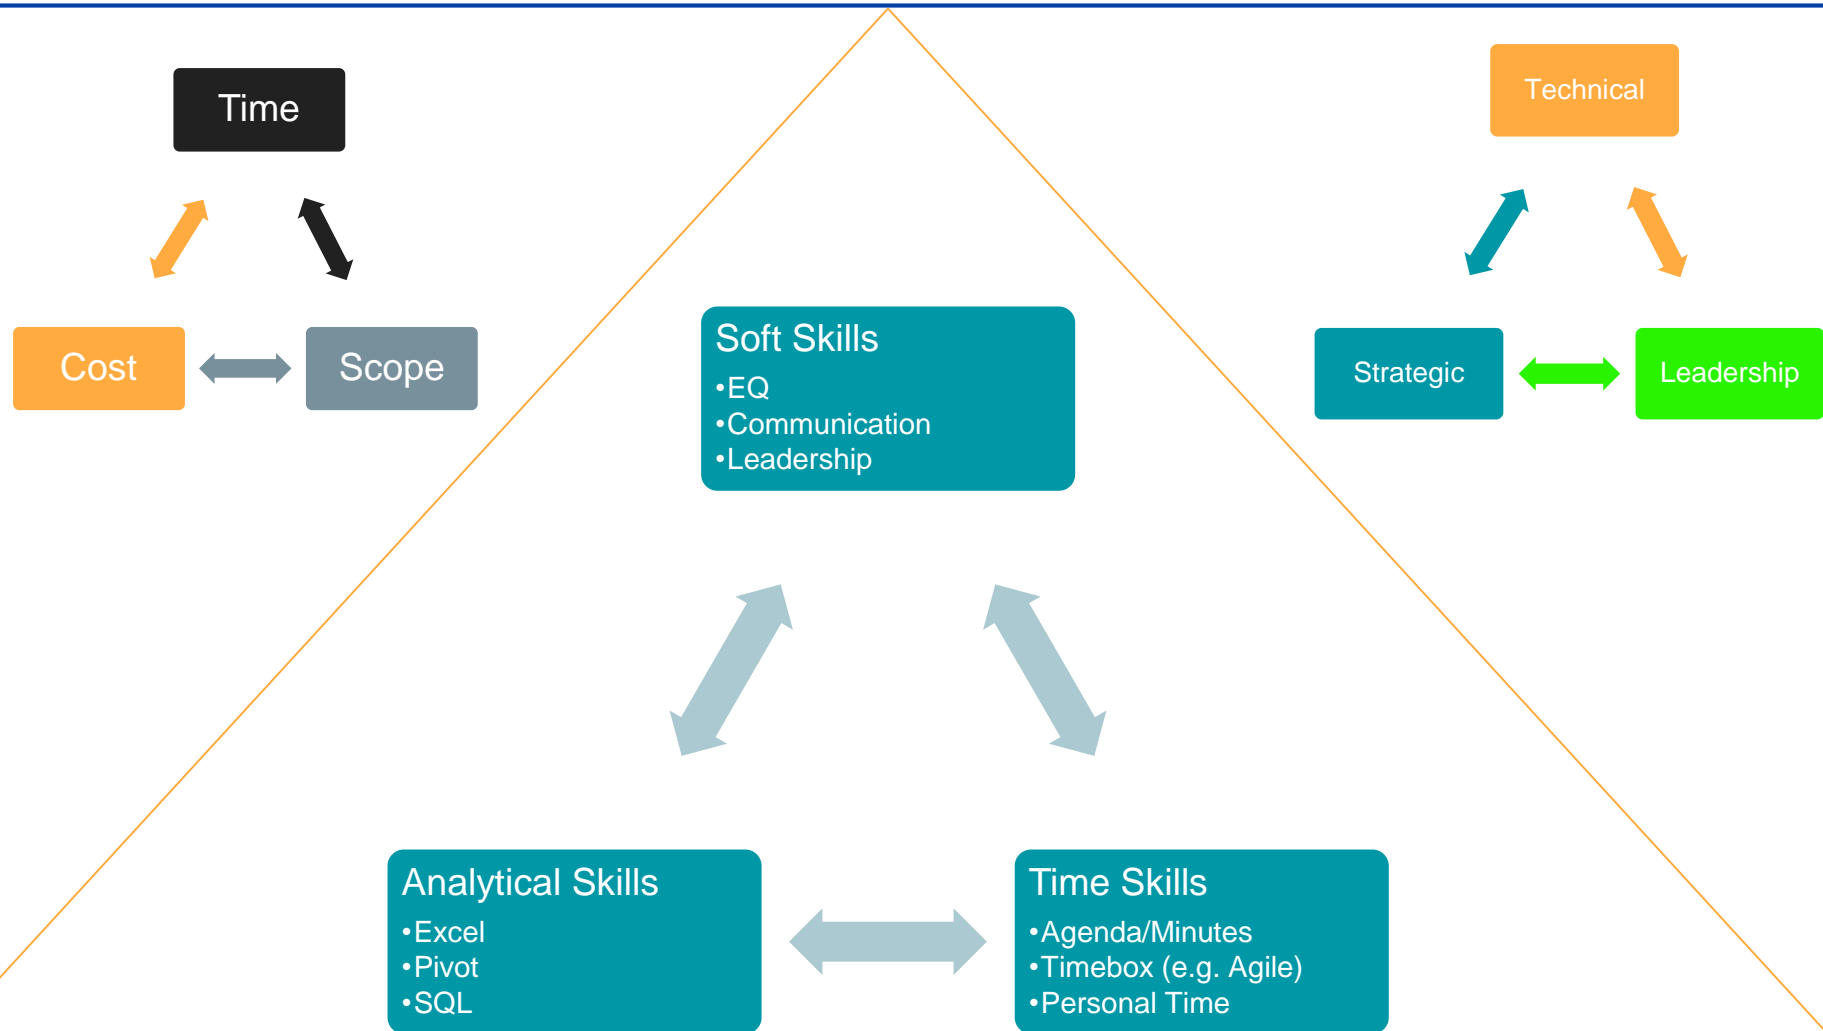 Time
Cost
Scope
Technical
Strategic
Leadership
Soft Skills
•EQ
•Communication
•Leadership
Analytical Skills
•Excel
•Pivot
•SQL
Time Skills
•Agenda/Minutes
•Timebox (e.g. Agile)
•Personal Time